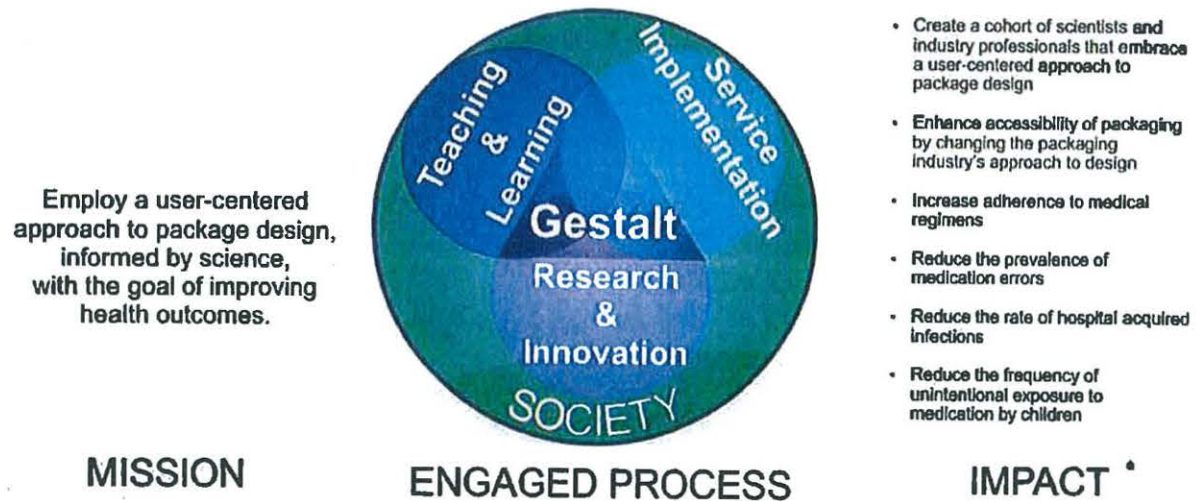 Employ a user-centered
approach to package design,
informed by science,
with the goal of improving
health outcomes.
MISSION
Teaching
&
Learning
Service
Implementation
Gestalt
Research
&
Innovation
SOCIETY
ENGAGED PROCESS
• Create a cohort of scientists and
industry professionals that embrace
a user-centered approach to
package design
• Enhance accessibility of packaging
by changing the packaging
industry's approach to design
• Increase adherence to medical
regimens
• Reduce the prevalence of
medication errors
• Reduce the rate of hospital acquired
infections
• Reduce the frequency of
unintentional exposure to
medication by children
IMPACT